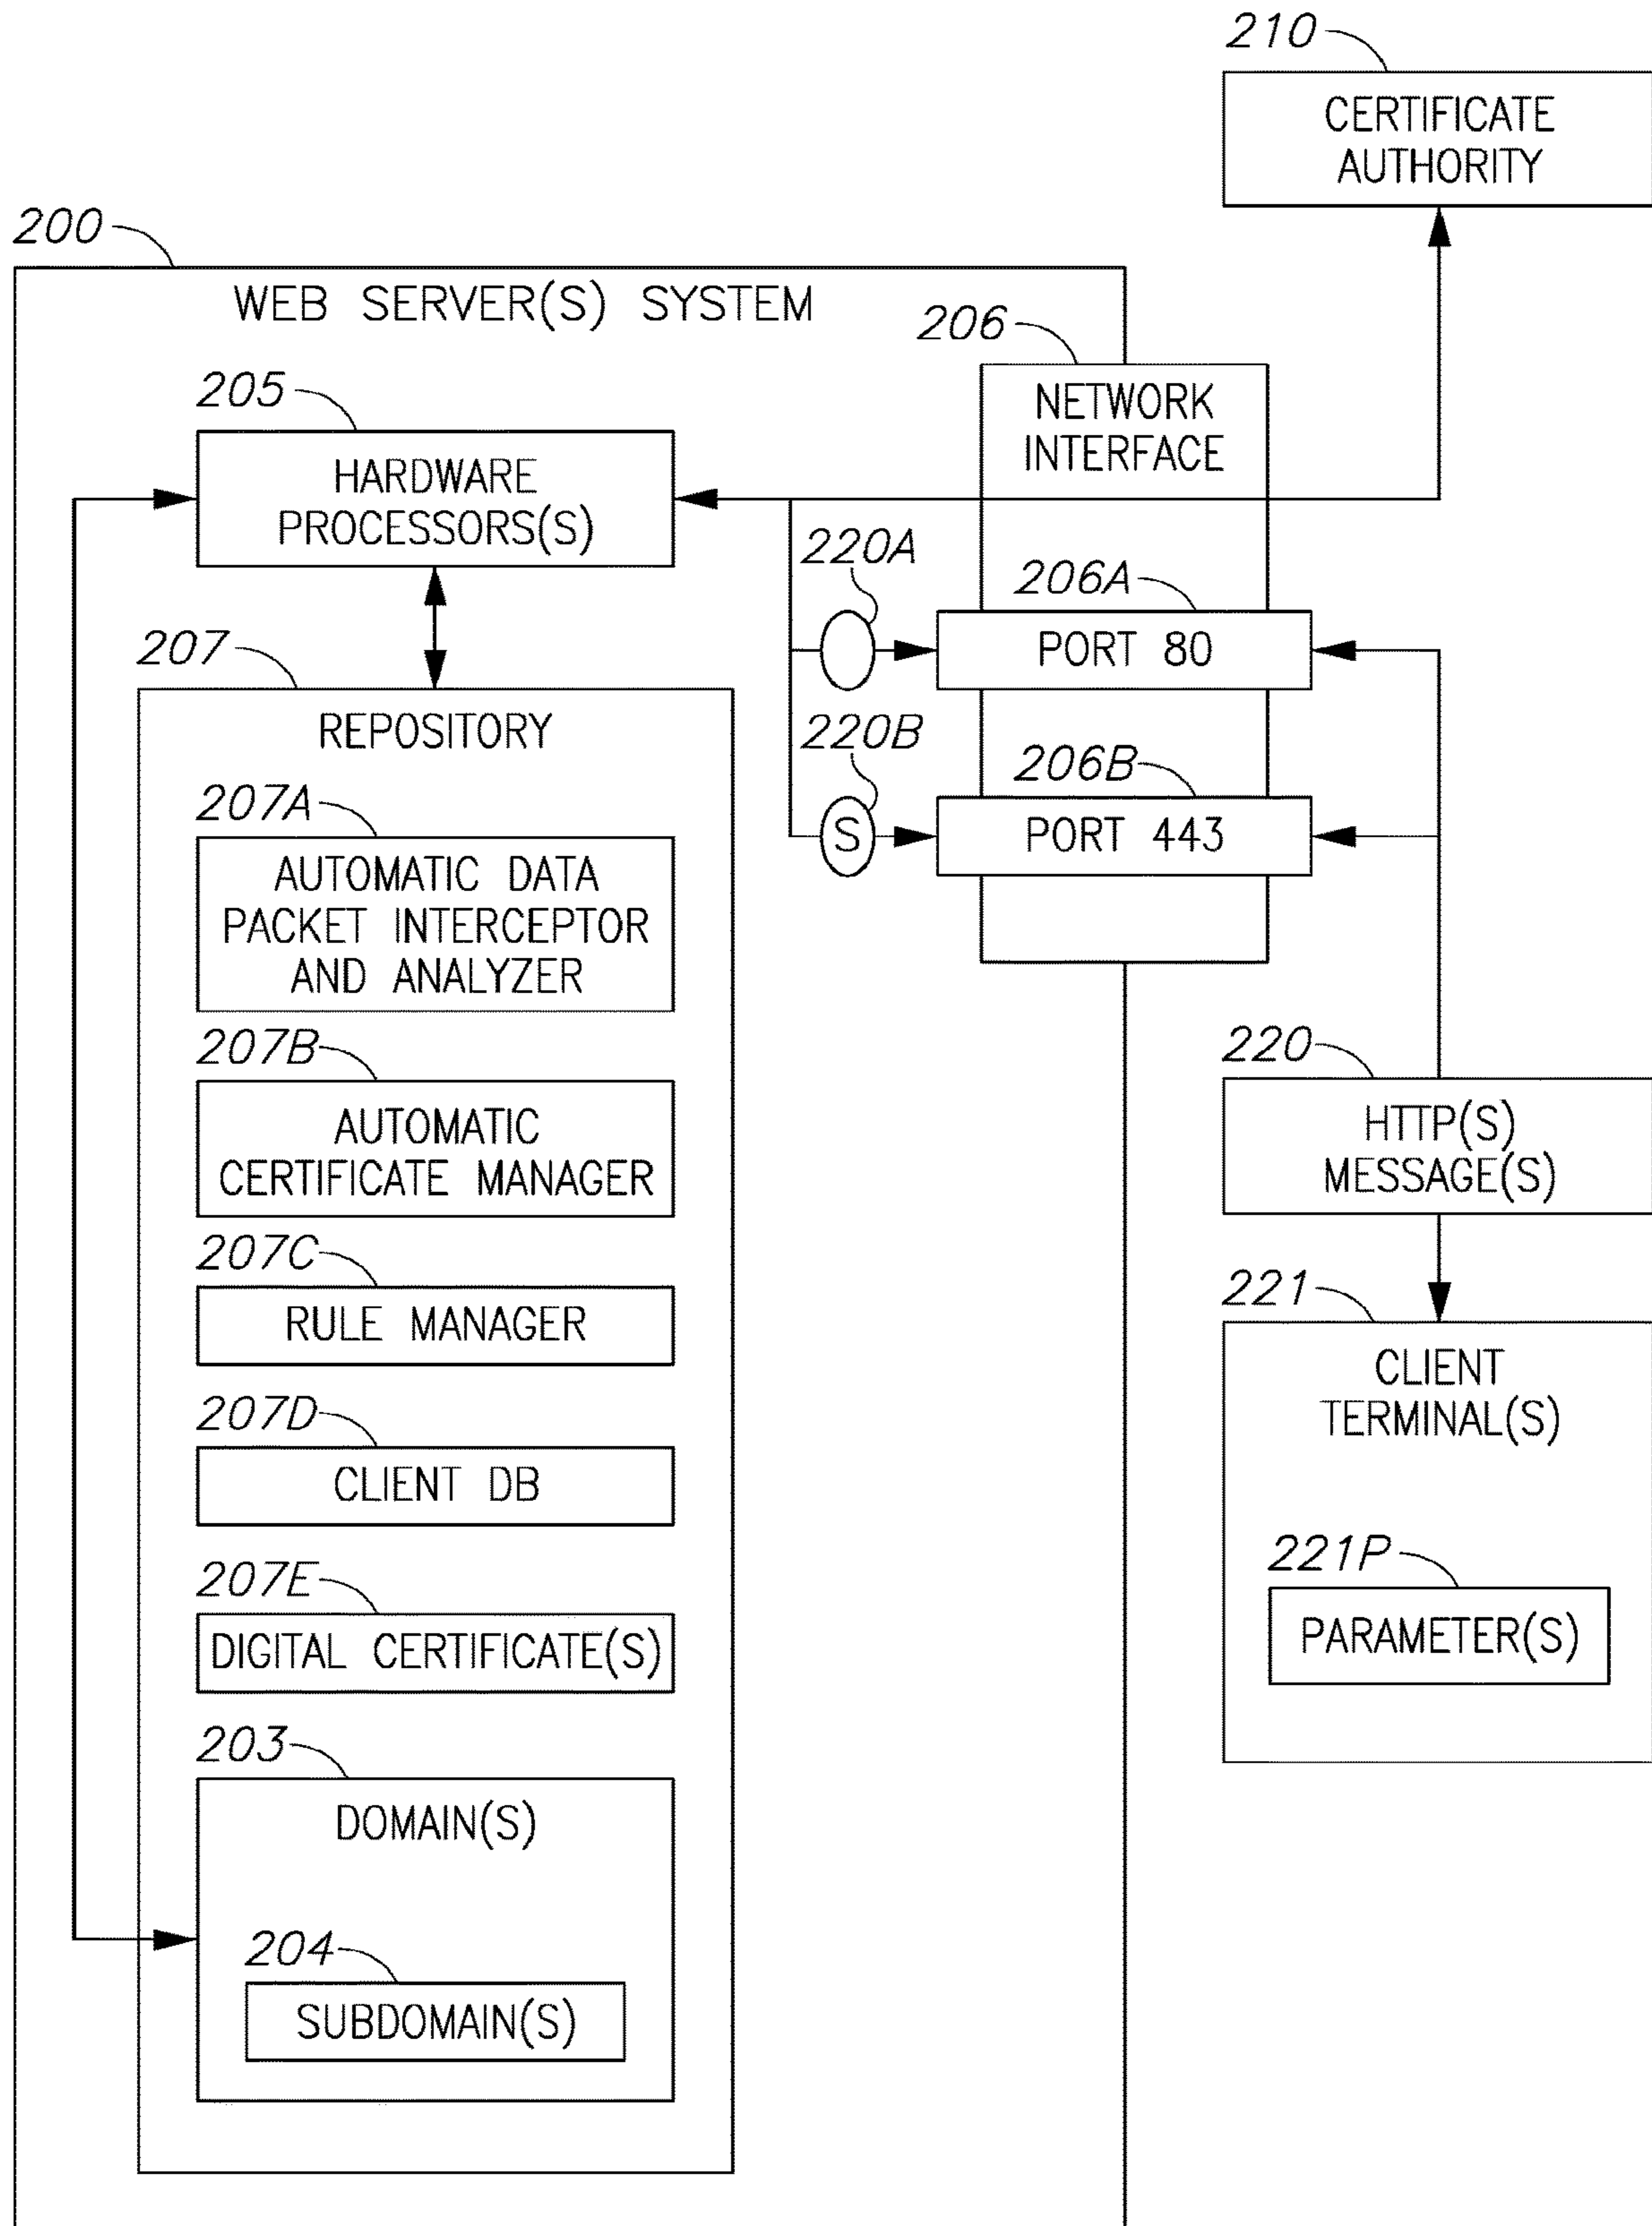 210
CERTIFICATE
AUTHORITY
200
WEB SERVER(S) SYSTEM
206
NETWORK
INTERFACE
205
HARDWARE
PROCESSORS(S)
220A
206A
PORT 80
207
REPOSITORY
220B
206B
S
PORT 443
207A
AUTOMATIC DATA
PACKET INTERCEPTOR
AND ANALYZER
207B
AUTOMATIC
CERTIFICATE MANAGER
220
HTTP(S)
MESSAGE(S)
207C
RULE MANAGER
221
CLIENT
TERMINAL(S)
207D
CLIENT DB
221P
PARAMETER(S)
207E
DIGITAL CERTIFICATE(S)
203
DOMAIN(S)
204
SUBDOMAIN(S)